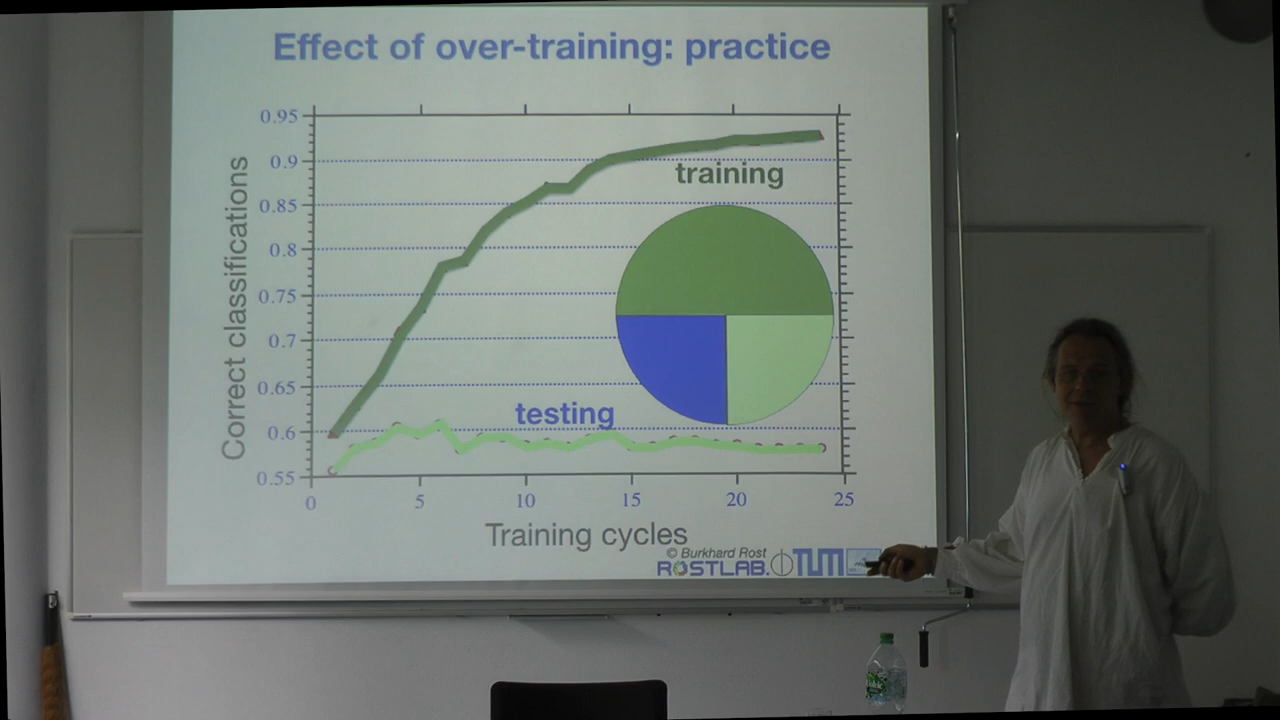 Effect of over-training: practice
Correct classifications
0.95
0.9
0.85
0.8
0.75
0.7
0.65
0.6
0.55
training
testing
0 5 10 15 20 25
Training cycles
© Burkhard Rost
ROSTLAB. TUM